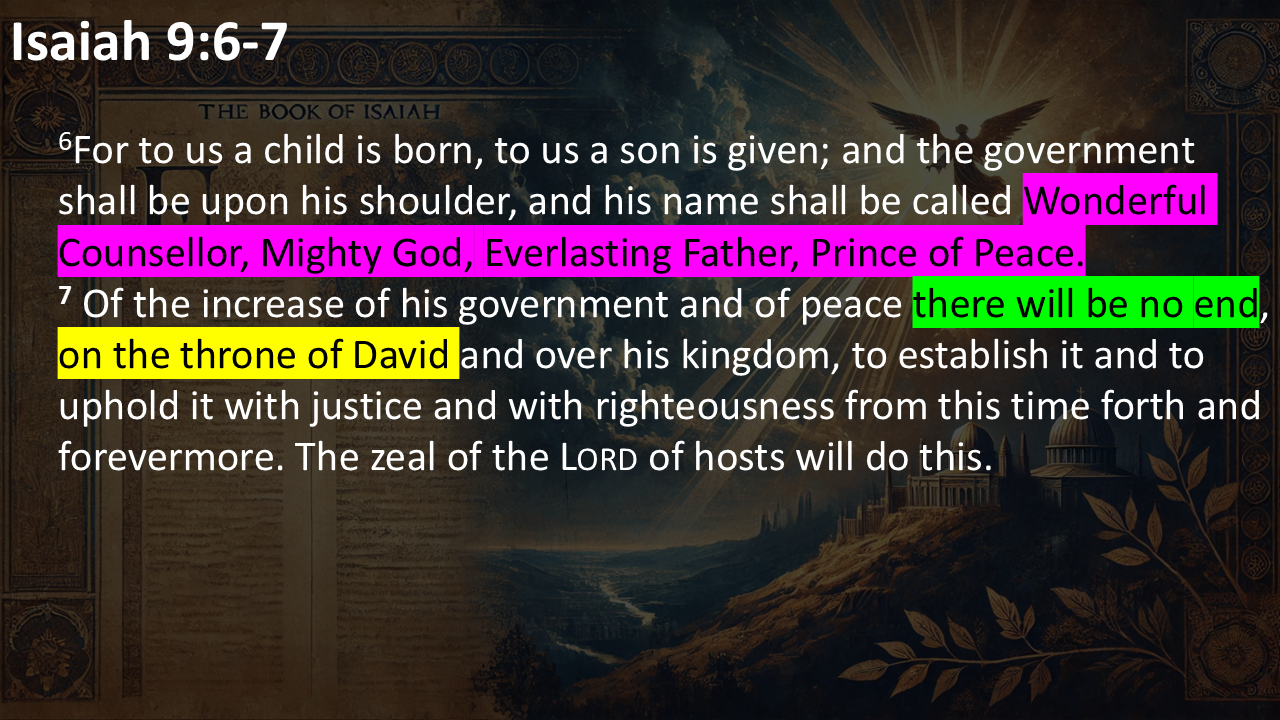 Isaiah 9:6-7
THE BOOK OF ISAIAH
⁶For to us a child is born, to us a son is given; and the government
shall be upon his shoulder, and his name shall be called Wonderful
Counsellor, Mighty God, Everlasting Father, Prince of Peace.
⁷ Of the increase of his government and of peace there will be no end,
on the throne of David and over his kingdom, to establish it and to
uphold it with justice and with righteousness from this time forth and
forevermore. The zeal of the LORD of hosts will do this.